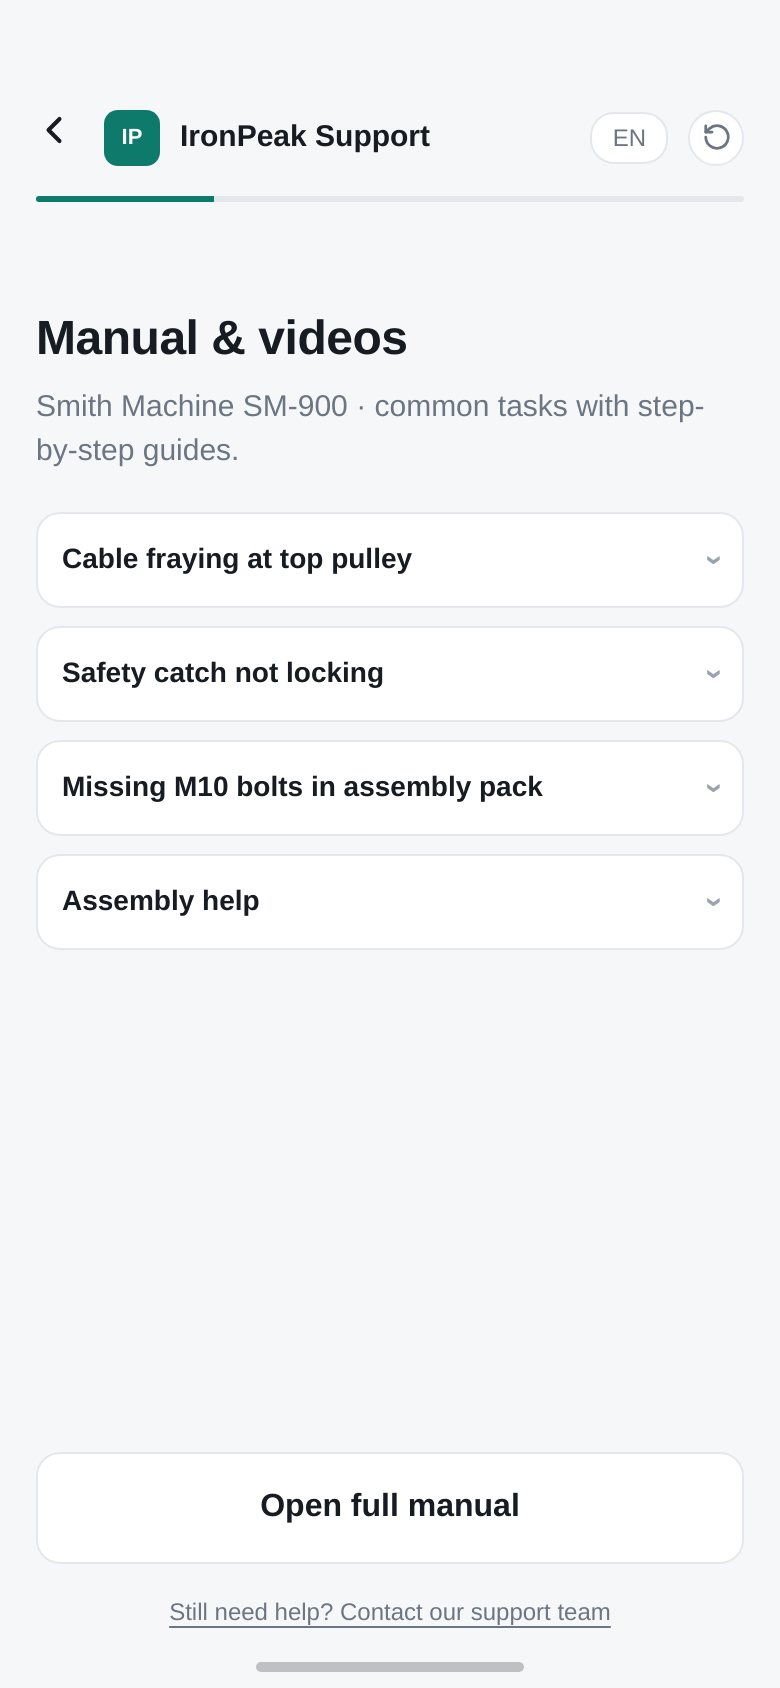 IP
IronPeak Support
EN
Manual & videos
Smith Machine SM-900 · common tasks with step-
by-step guides.
Cable fraying at top pulley
Safety catch not locking
Missing M10 bolts in assembly pack
Assembly help
Open full manual
Still need help? Contact our support team